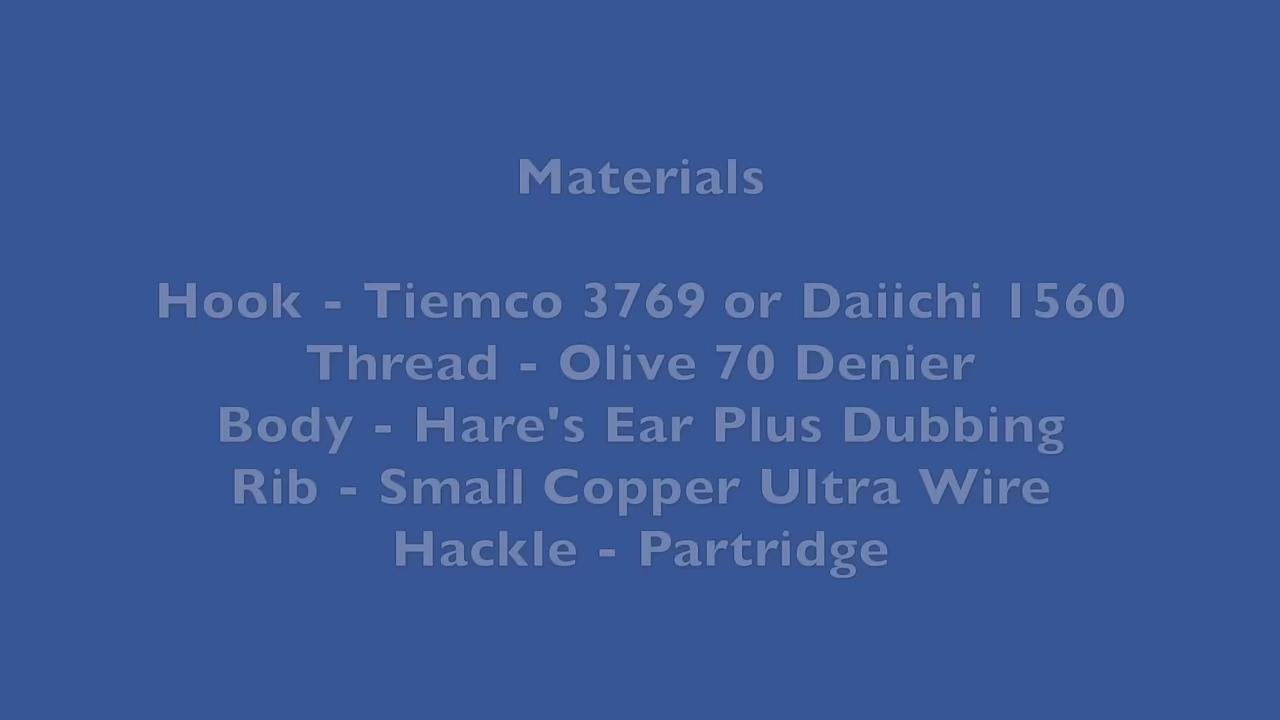 Materials
Hook - Tiemco 3769 or Daiichi 1560
Thread - Olive 70 Denier
Body - Hare's Ear Plus Dubbing
Rib - Small Copper Ultra Wire
Hackle - Partridge